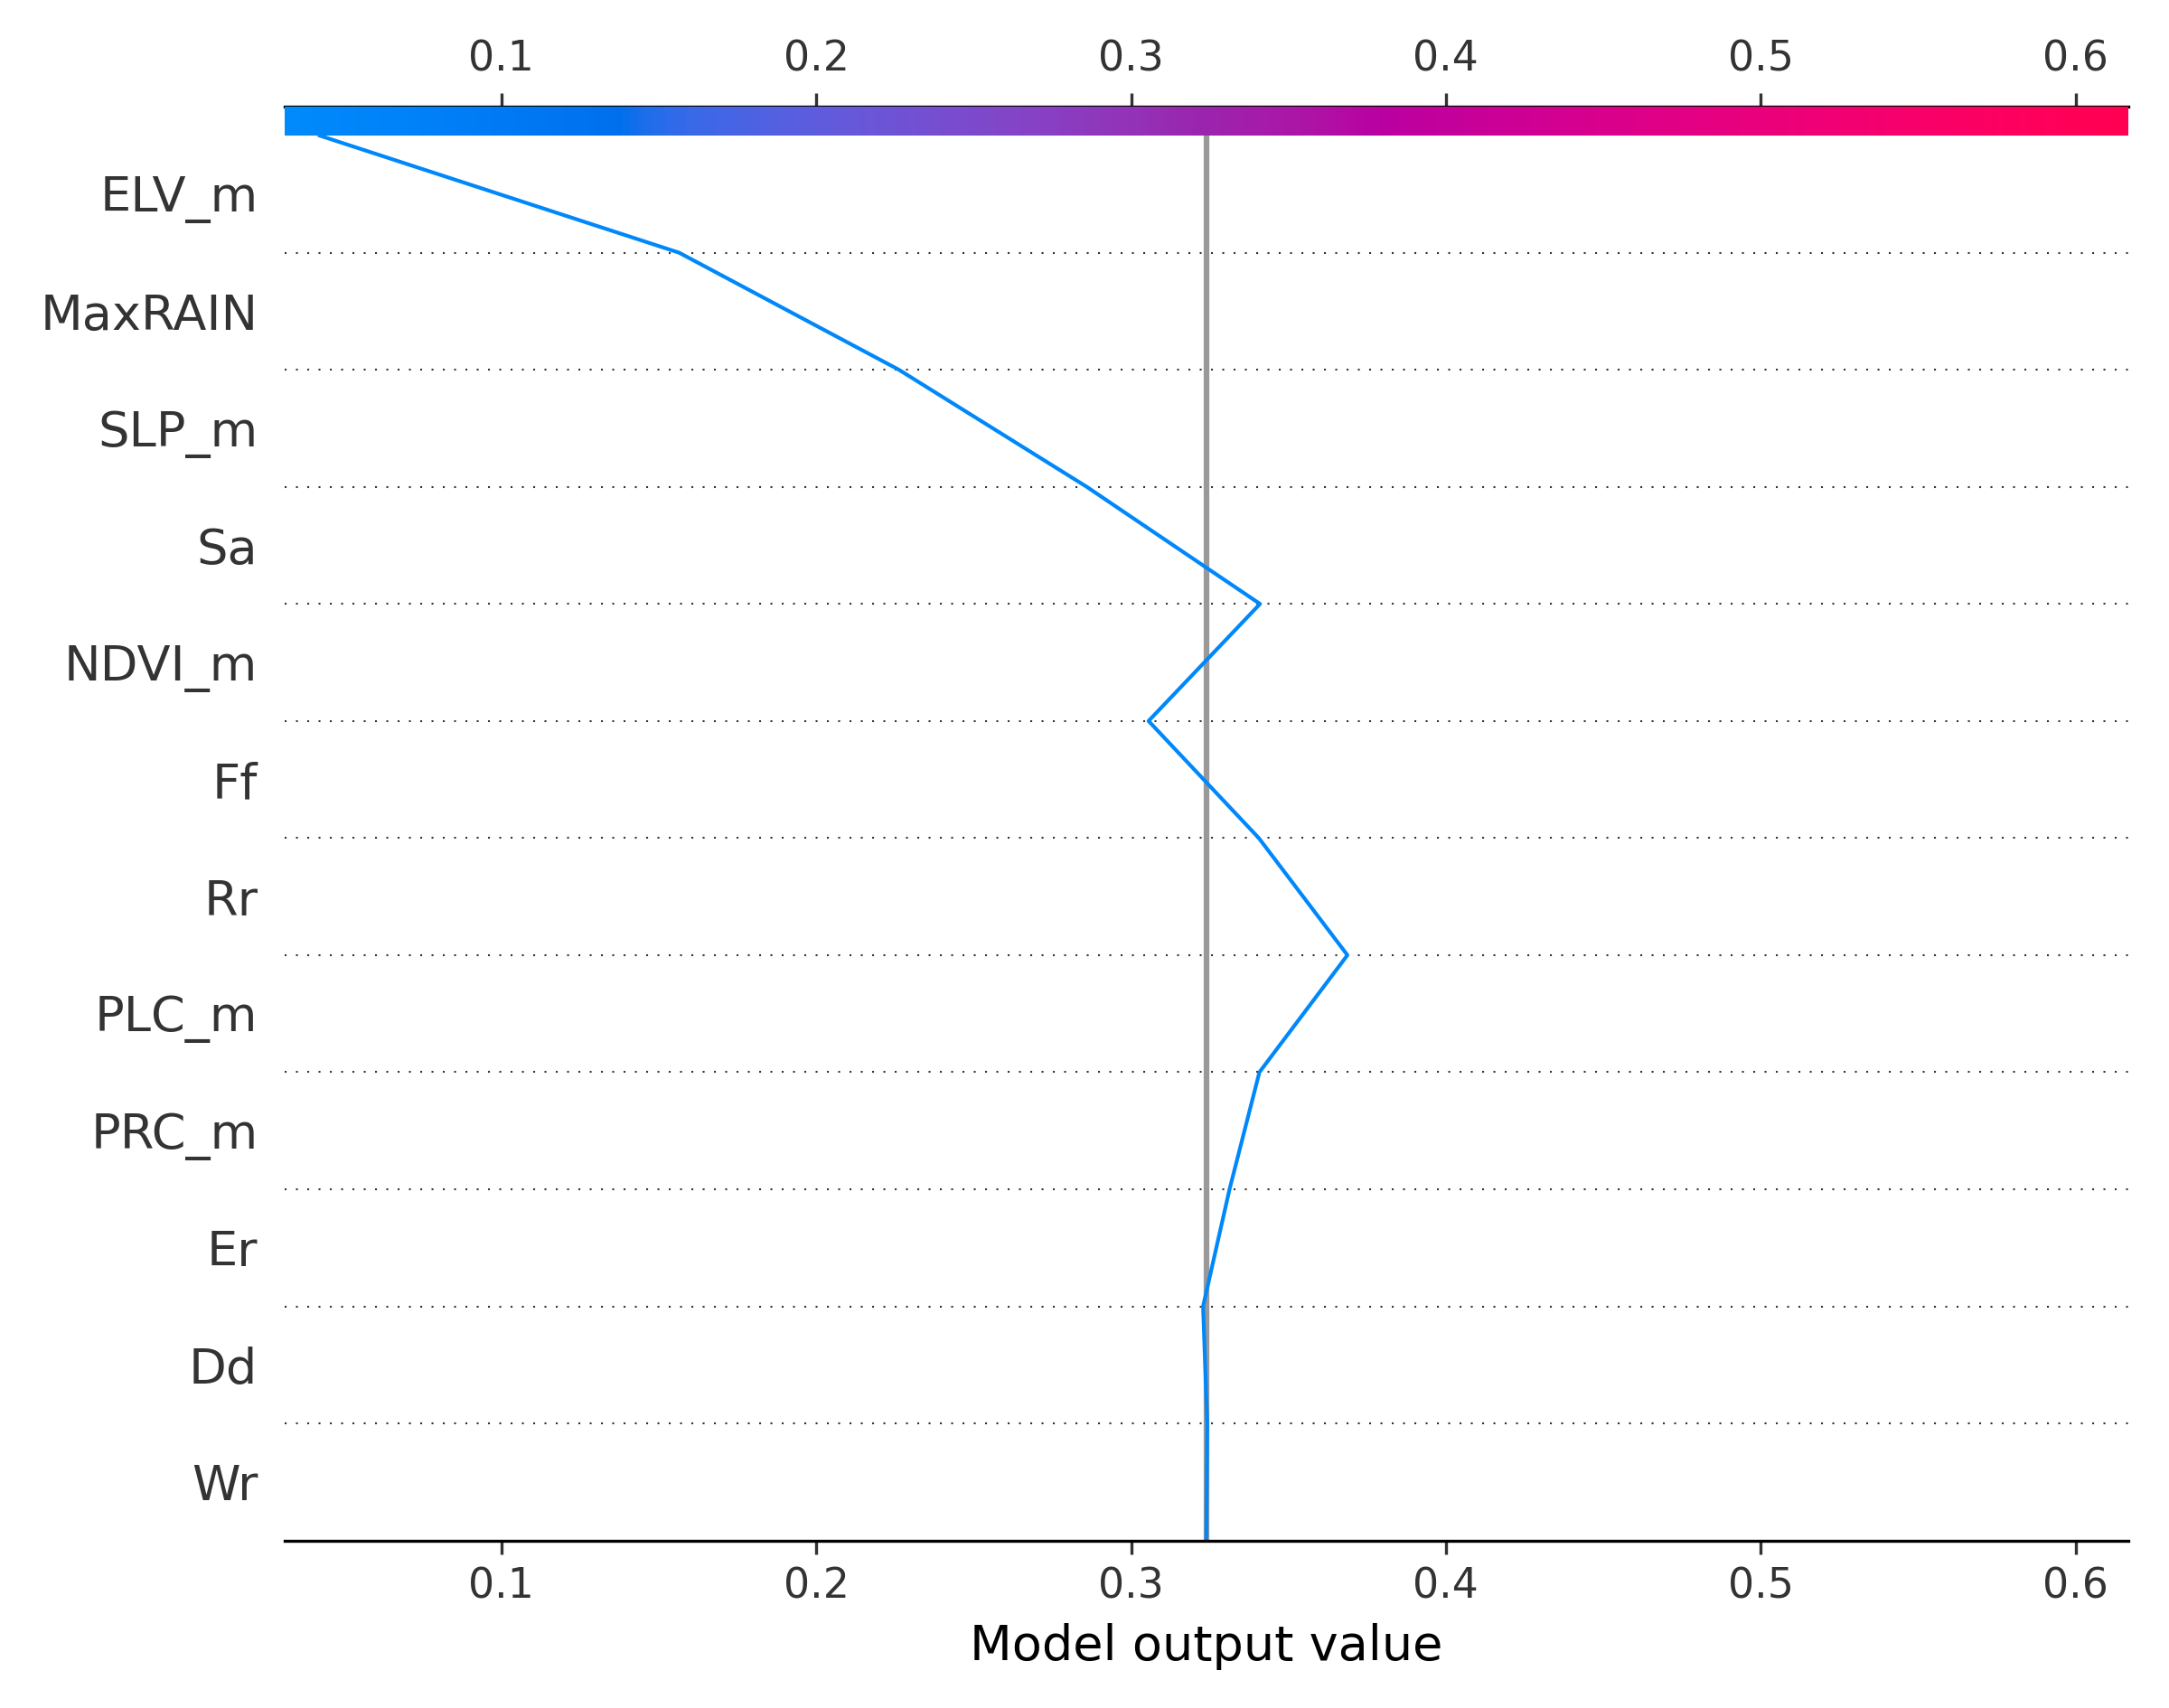 0.1 0.2 0.3 0.4 0.5 0.6
ELV_m
MaxRAIN
SLP_m
Sa
NDVI_m
Ff
Rr
PLC_m
PRC_m
Er
Dd
Wr
0.1 0.2 0.3 0.4 0.5 0.6
Model output value